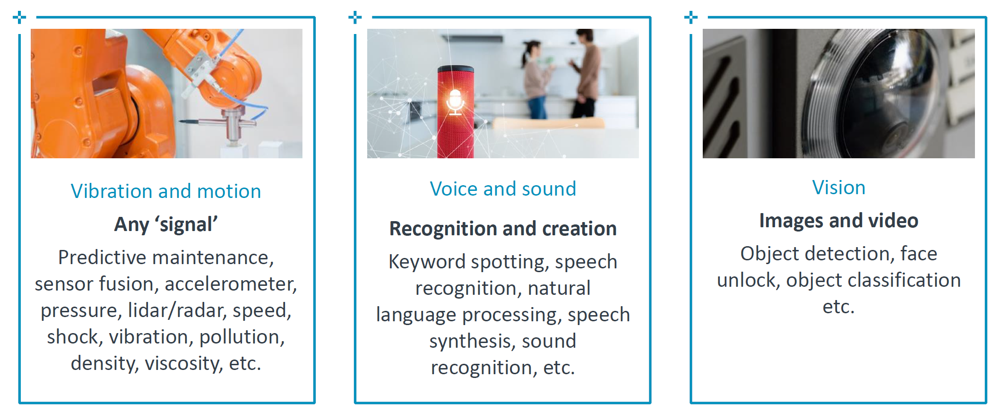 Vibration and motion
Any ‘signal’
Predictive maintenance,
sensor fusion, accelerometer,
pressure, lidar/radar, speed,
shock, vibration, pollution,
density, viscosity, etc.
Voice and sound
Recognition and creation
Keyword spotting, speech
recognition, natural
language processing, speech
synthesis, sound
recognition, etc.
Vision
Images and video
Object detection, face
unlock, object classification
etc.